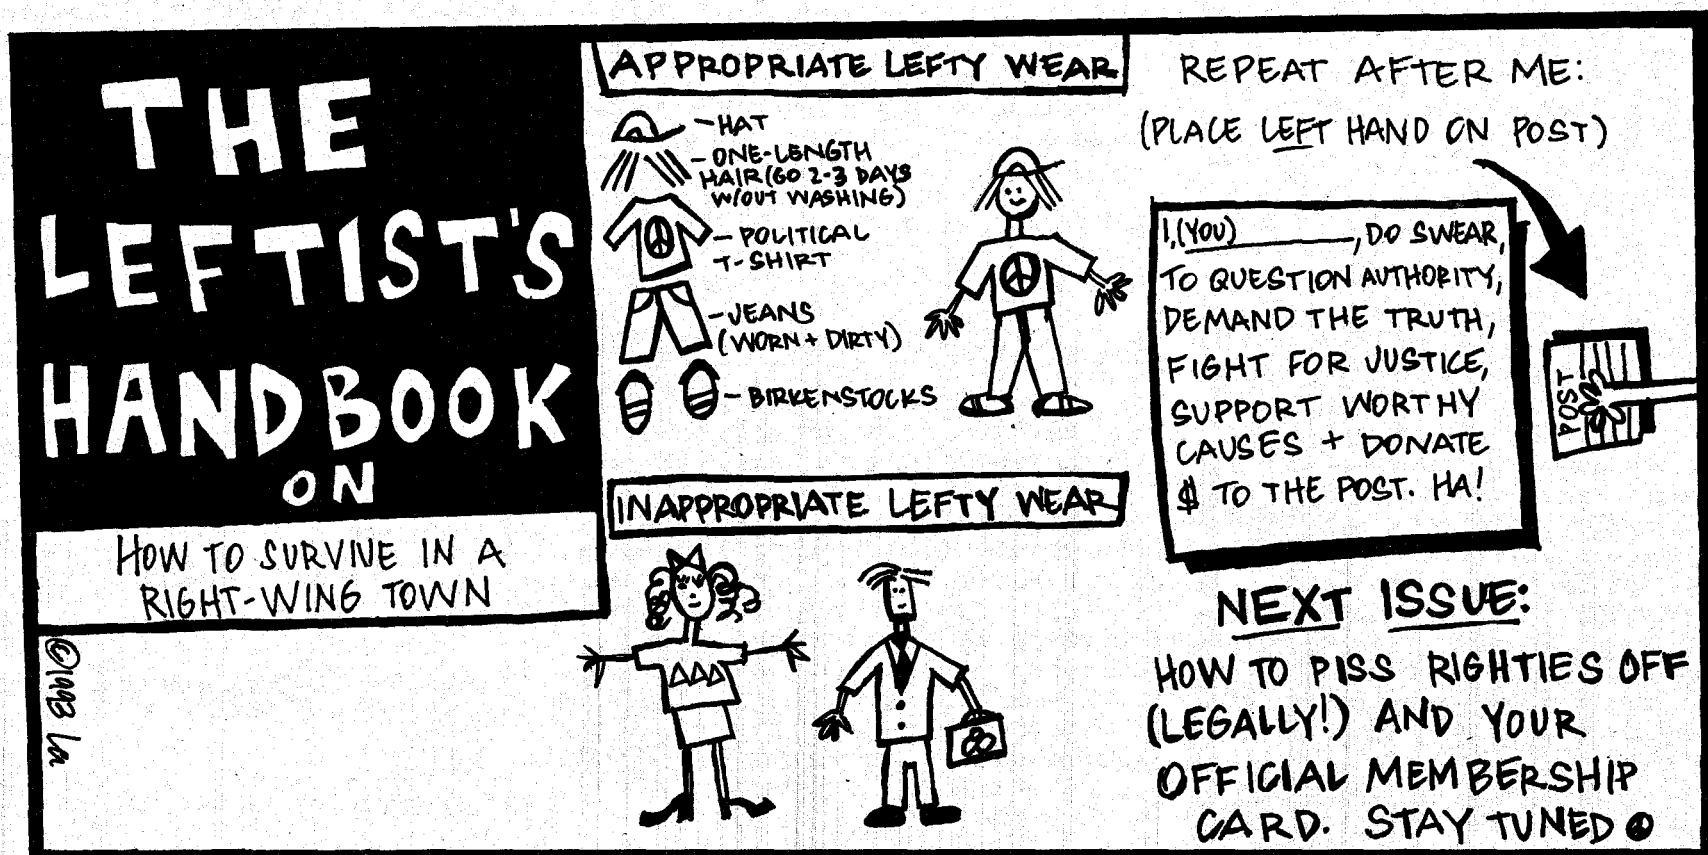 THE
LEFTIST'S
HANDBOOK
ON
HOW TO SURVIVE IN A
RIGHT-WING TOWN
©1993
APPROPRIATE LEFTY WEAR
-HAT
-ONE-LENGTH
HAIR (GO 2-3 DAYS
W/OUT WASHING)
-POLITICAL
T-SHIRT
-JEANS
(WORN + DIRTY)
-BIRKENSTOCKS
INAPPROPRIATE LEFTY WEAR
ΔΔΔ
REPEAT AFTER ME:
(PLACE LEFT HAND ON POST)
I, (YOU) ________, DO SWEAR,
TO QUESTION AUTHORITY,
DEMAND THE TRUTH,
FIGHT FOR JUSTICE,
SUPPORT WORTHY
CAUSES + DONATE
$ TO THE POST. HA!
POST
NEXT ISSUE:
HOW TO PISS RIGHTIES OFF
(LEGALLY!) AND YOUR
OFFICIAL MEMBERSHIP
CARD. STAY TUNED